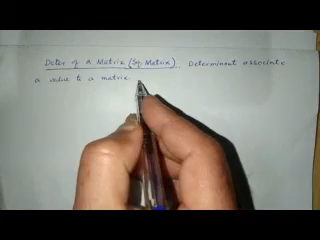 Deter of a Matrix (Sq. Matrix) Determinant associate
a value to a matrix